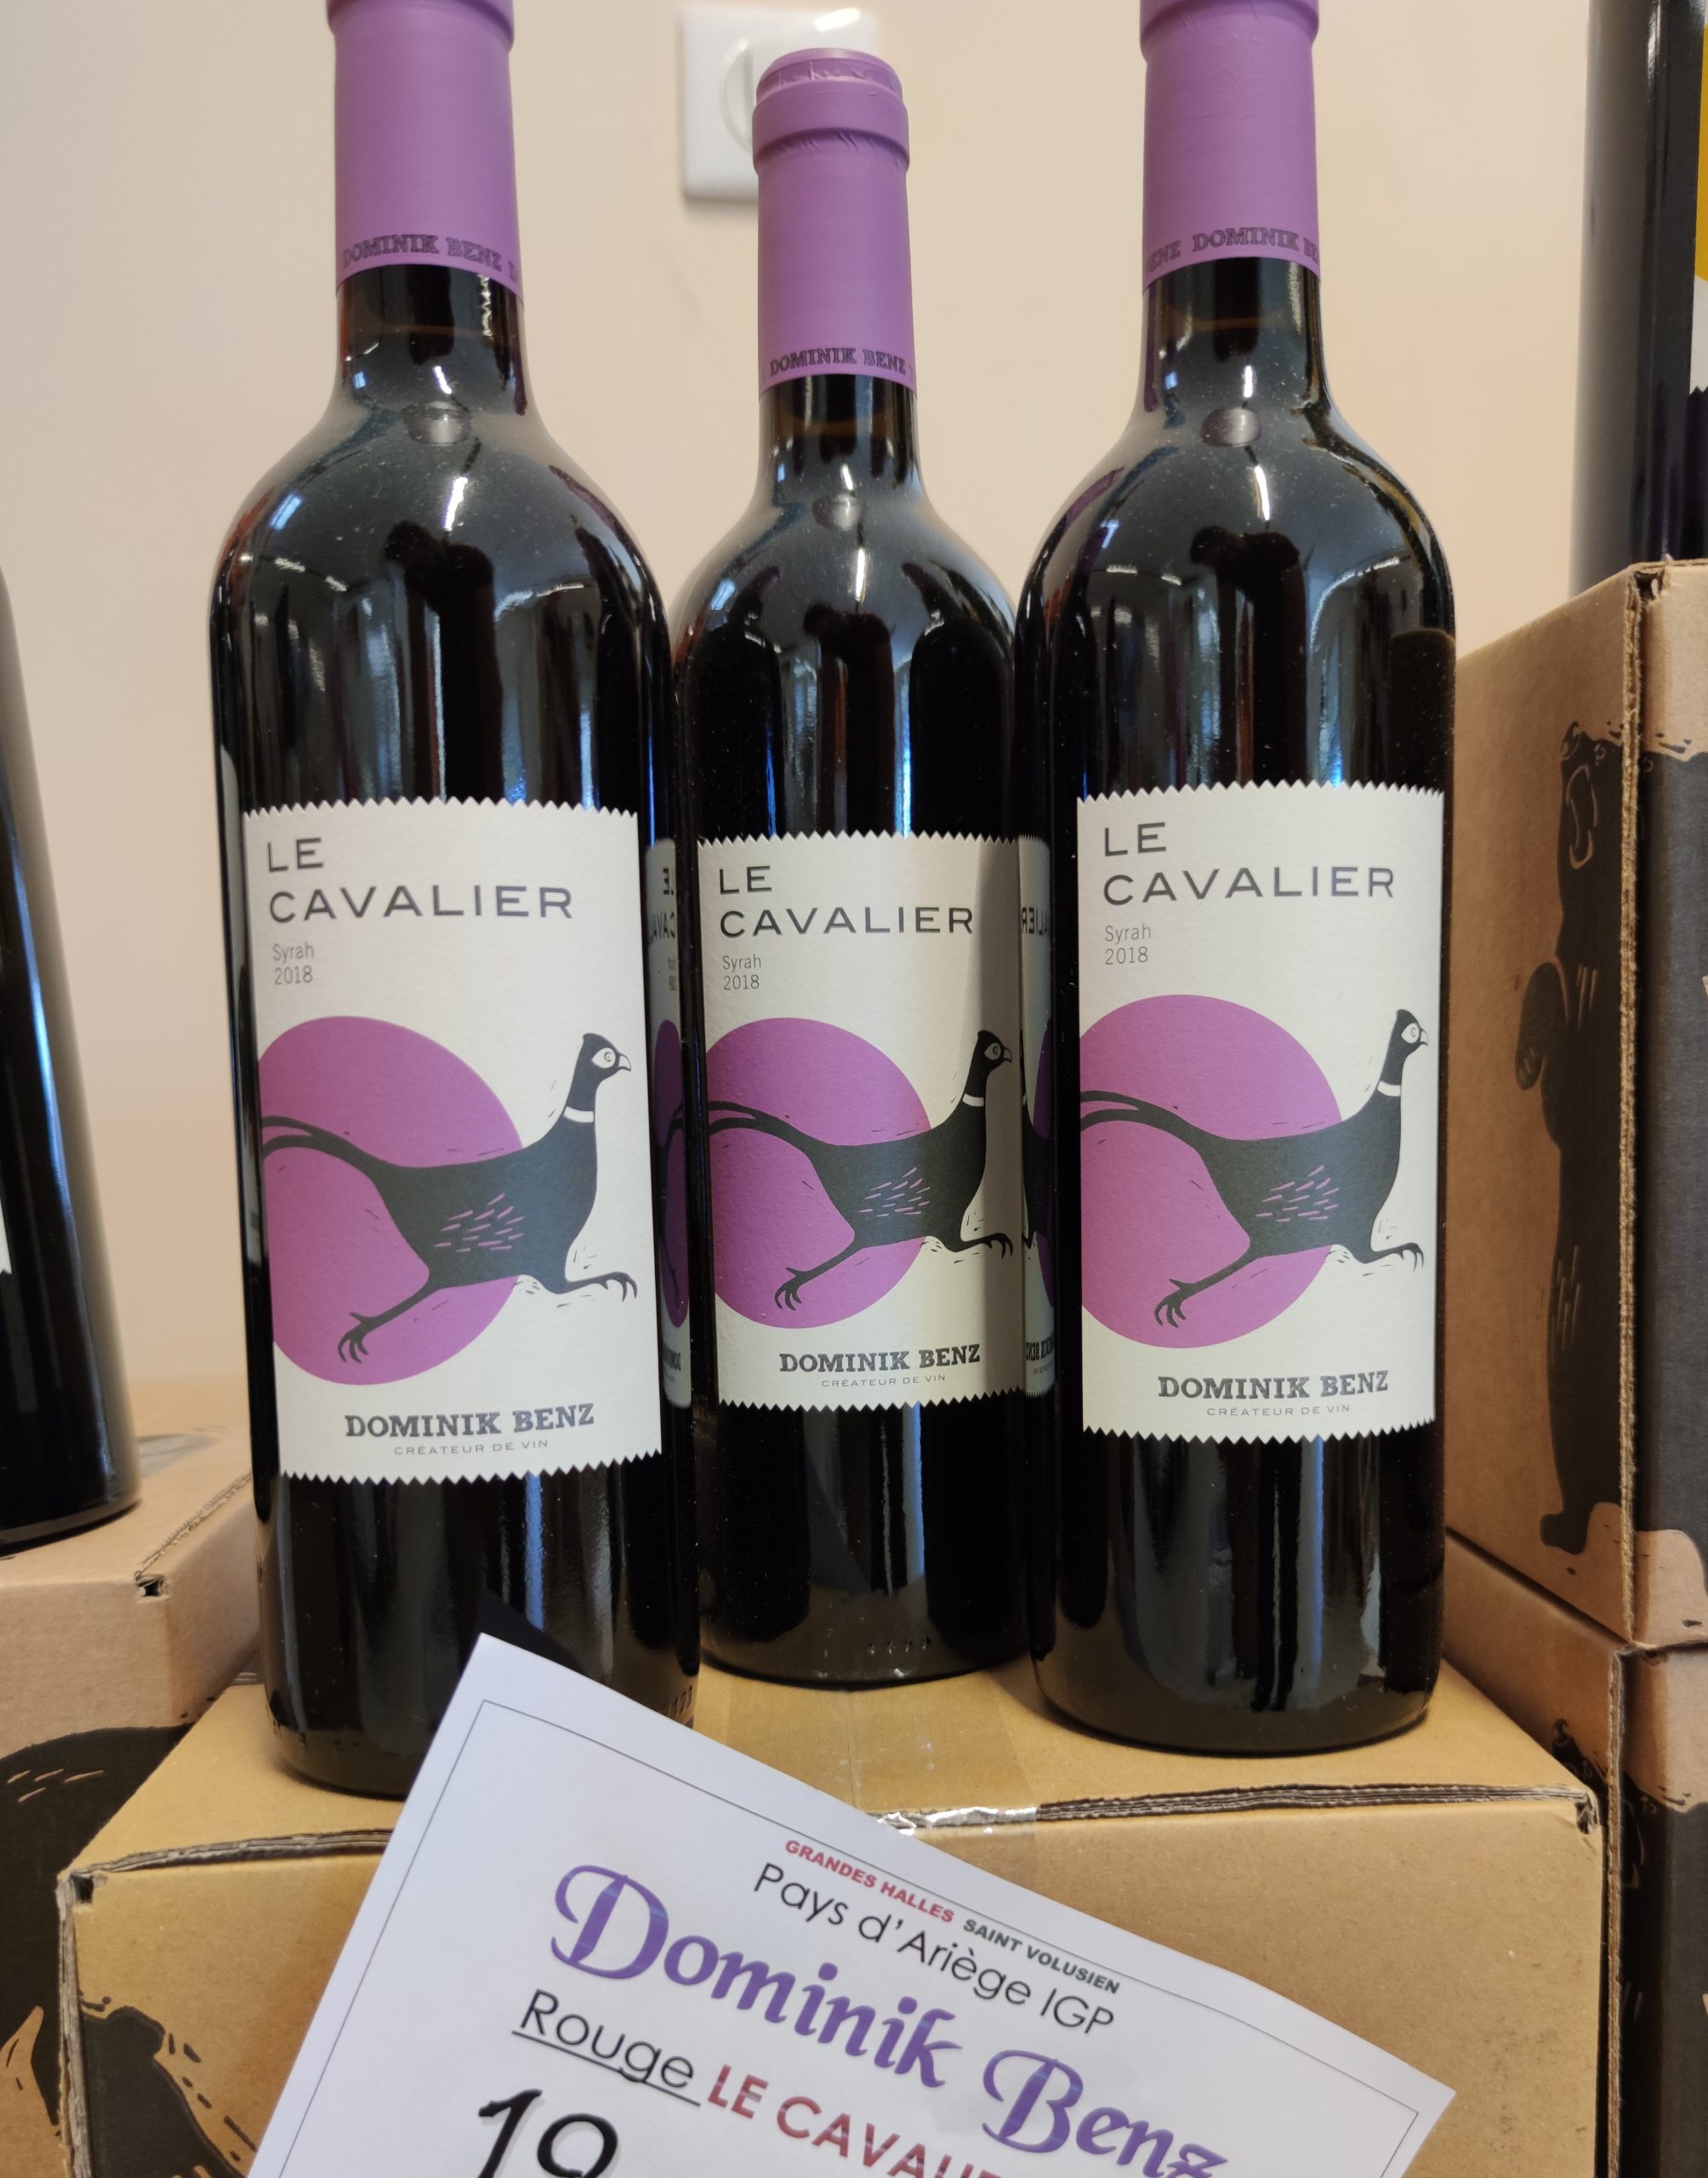 DOMINIK BENZ
DOMINIK BENZ
BENZ DOMINIK BE
LE
CAVALIER
Syrah
2018
DOMINIK BENZ
CRÉATEUR DE VIN
LE
CAVALIER
Syrah
2018
DOMINIK BENZ
CRÉATEUR DE VIN
LE
CAVALIER
Syrah
2018
DOMINIK BENZ
CRÉATEUR DE VIN
GRANDES HALLES SAINT VOLUSIEN
Pays d'Ariège IGP
Dominik Benz
Rouge LE CAVALIE